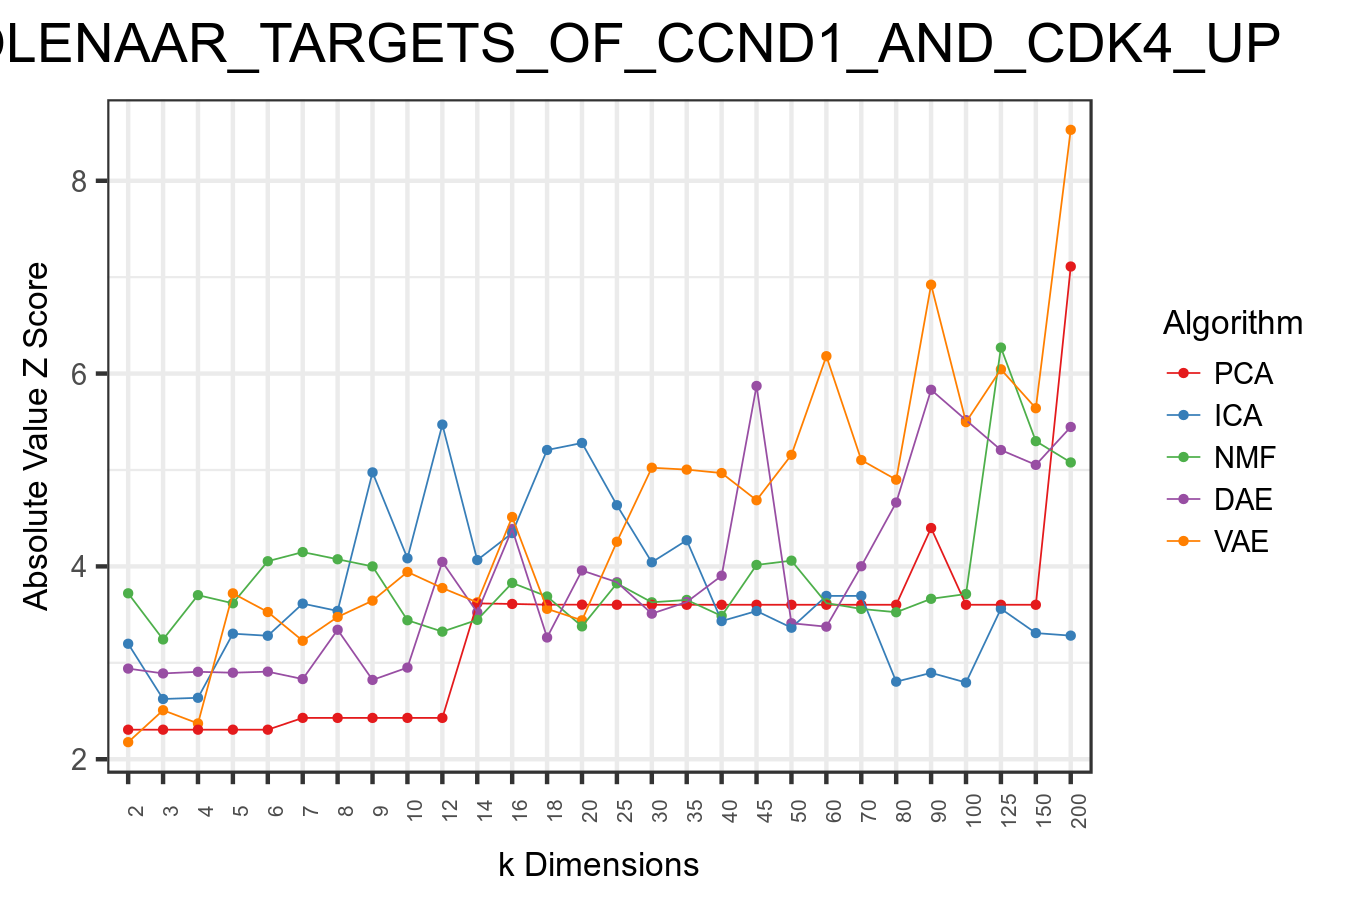 OLENAAR_TARGETS_OF_CCND1_AND_CDK4_UP
Absolute Value Z Score
8
6
4
2
2 3 4 5 6 7 8 9 10 12 14 16 18 20 25 30 35 40 45 50 60 70 80 90 100 125 150 200
k Dimensions
Algorithm
PCA
ICA
NMF
DAE
VAE